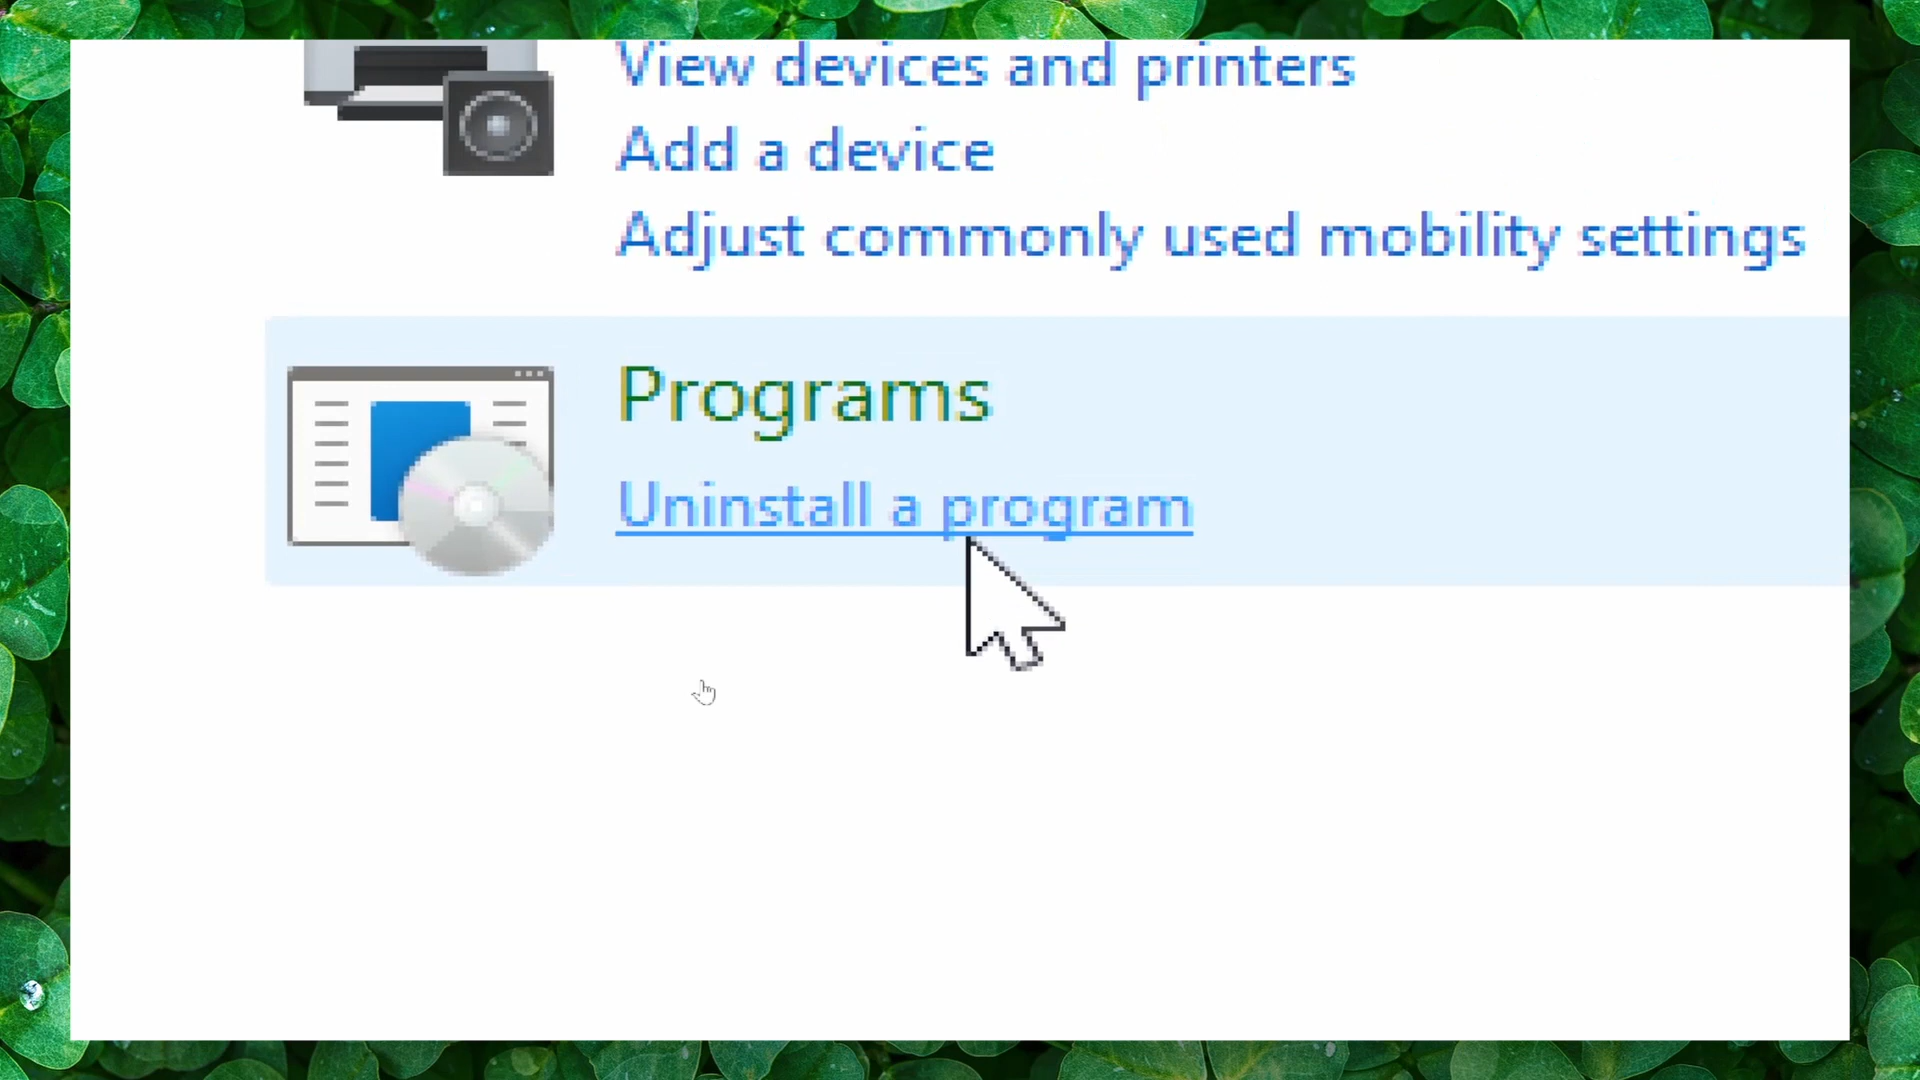 View devices and printers
Add a device
Adjust commonly used mobility settings
Programs
Uninstall a program